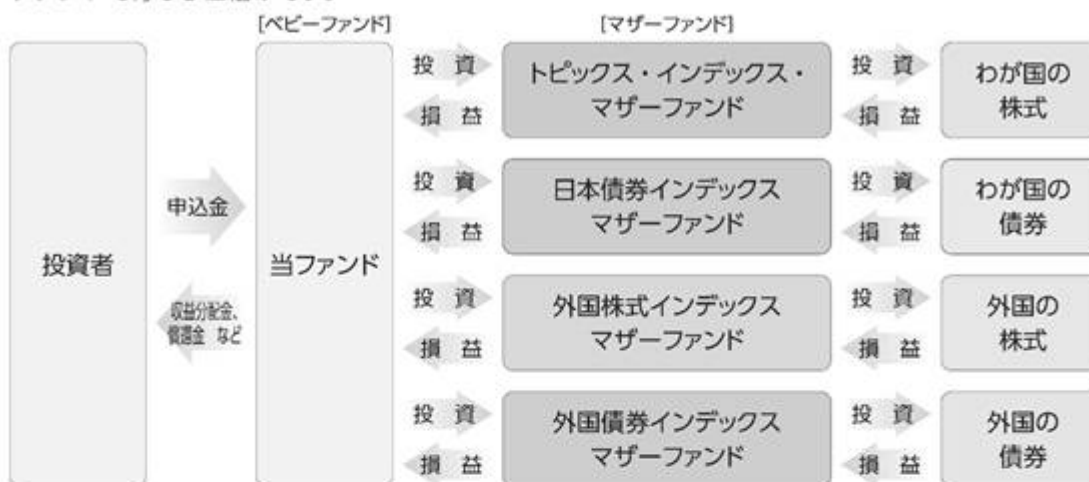 [ベビーファンド]
[マザーファンド]
投資者
申込金
収益分配金、
償還金 など
当ファンド
投 資
損 益
トピックス・インデックス・
マザーファンド
投 資
損 益
わが国の
株式
投 資
損 益
日本債券インデックス
マザーファンド
投 資
損 益
わが国の
債券
投 資
損 益
外国株式インデックス
マザーファンド
投 資
損 益
外国の
株式
投 資
損 益
外国債券インデックス
マザーファンド
投 資
損 益
外国の
債券